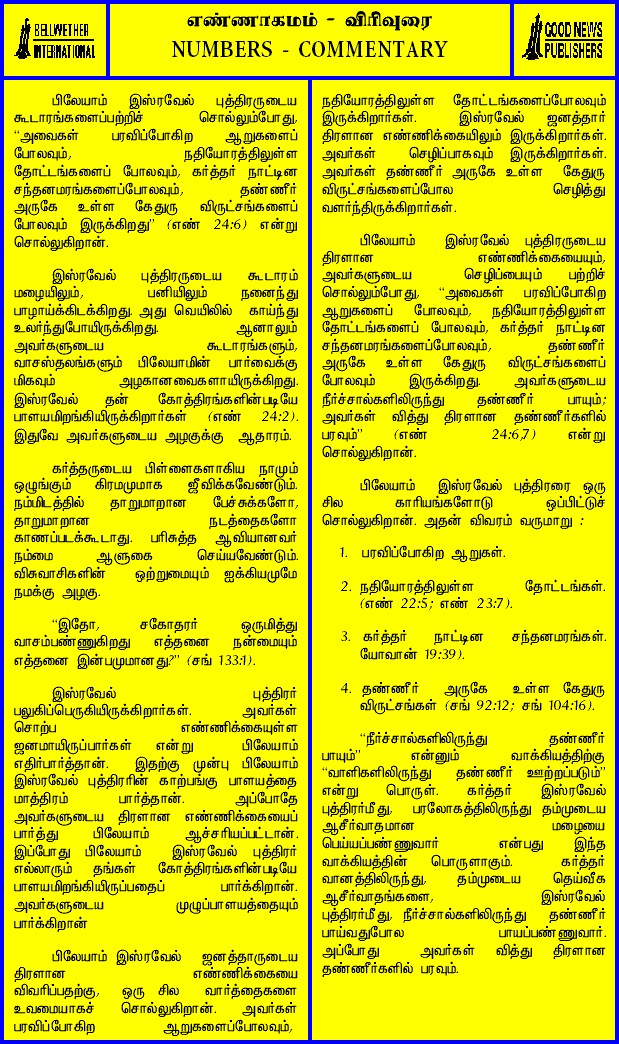 BELLWETHER
INTERNATIONAL
எண்ணாகமம் - விரிவுரை
NUMBERS - COMMENTARY
GOOD NEWS
PUBLISHERS
பிலேயாம் இஸ்ரவேல் புத்திரருடைய
கூடாரங்களைப்பற்றிச் சொல்லும்போது,
“அவைகள் பரவிப்போகிற ஆறுகளைப்
போலவும், நதியோரத்திலுள்ள
தோட்டங்களைப் போலவும், கர்த்தர் நாட்டின
சந்தனமரங்களைப்போலவும், தண்ணீர்
அருகே உள்ள கேதுரு விருட்சங்களைப்
போலவும் இருக்கிறது” (எண் 24:6) என்று
சொல்லுகிறான்.
இஸ்ரவேல் புத்திரருடைய கூடாரம்
மழையிலும், பனியிலும் நனைந்து
பாழாய்க்கிடக்கிறது. அது வெயிலில் காய்ந்து
உலர்ந்துபோயிருக்கிறது. ஆனாலும்
அவர்களுடைய கூடாரங்களும்,
வாசஸ்தலங்களும் பிலேயாமின் பார்வைக்கு
மிகவும் அழகானவைகளாயிருக்கிறது.
இஸ்ரவேல் தன் கோத்திரங்களின்படியே
பாளயமிறங்கியிருக்கிறார்கள் (எண் 24:2).
இதுவே அவர்களுடைய அழகுக்கு ஆதாரம்.
கர்த்தருடைய பிள்ளைகளாகிய நாமும்
ஒழுங்கும் கிரமமுமாக ஜீவிக்கவேண்டும்.
நம்மிடத்தில் தாறுமாறான பேச்சுக்களோ,
தாறுமாறான நடத்தைகளோ
காணப்படக்கூடாது. பரிசுத்த ஆவியானவர்
நம்மை ஆளுகை செய்யவேண்டும்.
விசுவாசிகளின் ஒற்றுமையும் ஐக்கியமுமே
நமக்கு அழகு.
“இதோ, சகோதரர் ஒருமித்து
வாசம்பண்ணுகிறது எத்தனை நன்மையும்
எத்தனை இன்பமுமானது?” (சங் 133:1).
இஸ்ரவேல் புத்திரர்
பலுகிப்பெருகியிருக்கிறார்கள். அவர்கள்
சொற்ப எண்ணிக்கையுள்ள
ஜனமாயிருப்பார்கள் என்று பிலேயாம்
எதிர்பார்த்தான். இதற்கு முன்பு பிலேயாம்
இஸ்ரவேல் புத்திரரின் காற்பங்கு பாளயத்தை
மாத்திரம் பார்த்தான். அப்போதே
அவர்களுடைய திரளான எண்ணிக்கையைப்
பார்த்து பிலேயாம் ஆச்சரியப்பட்டான்.
இப்போது பிலேயாம் இஸ்ரவேல் புத்திரர்
எல்லாரும் தங்கள் கோத்திரங்களின்படியே
பாளயமிறங்கியிருப்பதைப் பார்க்கிறான்.
அவர்களுடைய முழுப்பாளயத்தையும்
பார்க்கிறான்
பிலேயாம் இஸ்ரவேல் ஜனத்தாருடைய
திரளான எண்ணிக்கையை
விவரிப்பதற்கு, ஒரு சில வார்த்தைகளை
உவமையாகச் சொல்லுகிறான். அவர்கள்
பரவிப்போகிற ஆறுகளைப்போலவும்,
நதியோரத்திலுள்ள தோட்டங்களைப்போலவும்
இருக்கிறார்கள். இஸ்ரவேல் ஜனத்தார்
திரளான எண்ணிக்கையிலும் இருக்கிறார்கள்.
அவர்கள் செழிப்பாகவும் இருக்கிறார்கள்.
அவர்கள் தண்ணீர் அருகே உள்ள கேதுரு
விருட்சங்களைப்போல செழித்து
வளர்ந்திருக்கிறார்கள்.
பிலேயாம் இஸ்ரவேல் புத்திரருடைய
திரளான எண்ணிக்கையையும்,
அவர்களுடைய செழிப்பையும் பற்றிச்
சொல்லும்போது, “அவைகள் பரவிப்போகிற
ஆறுகளைப் போலவும், நதியோரத்திலுள்ள
தோட்டங்களைப் போலவும், கர்த்தர் நாட்டின
சந்தனமரங்களைப்போலவும், தண்ணீர்
அருகே உள்ள கேதுரு விருட்சங்களைப்
போலவும் இருக்கிறது. அவர்களுடைய
நீர்ச்சால்களிலிருந்து தண்ணீர் பாயும்;
அவர்கள் வித்து திரளான தண்ணீர்களில்
பரவும்” (எண் 24:6,7) என்று
சொல்லுகிறான்.
பிலேயாம் இஸ்ரவேல் புத்திரரை ஒரு
சில காரியங்களோடு ஒப்பிட்டுச்
சொல்லுகிறான். அதன் விவரம் வருமாறு :
1. பரவிப்போகிற ஆறுகள்.
2. நதியோரத்திலுள்ள தோட்டங்கள்.
(எண் 22:5; எண் 23:7).
3. கர்த்தர் நாட்டின சந்தனமரங்கள்.
யோவான் 19:39).
4. தண்ணீர் அருகே உள்ள கேதுரு
விருட்சங்கள் (சங் 92:12; சங் 104:16).
“நீர்ச்சால்களிலிருந்து தண்ணீர்
பாயும்” என்னும் வாக்கியத்திற்கு
“வாளிகளிலிருந்து தண்ணீர் ஊற்றப்படும்”
என்று பொருள். கர்த்தர் இஸ்ரவேல்
புத்திரர்மீது, பரலோகத்திலிருந்து தம்முடைய
ஆசீர்வாதமான மழையை
பெய்யப்பண்ணுவார் என்பது இந்த
வாக்கியத்தின் பொருளாகும். கர்த்தர்
வானத்திலிருந்து, தம்முடைய தெய்வீக
ஆசீர்வாதங்களை, இஸ்ரவேல்
புத்திரர்மீது, நீர்ச்சால்களிலிருந்து தண்ணீர்
பாய்வதுபோல பாயப்பண்ணுவார்.
அப்போது அவர்கள் வித்து திரளான
தண்ணீர்களில் பரவும்.